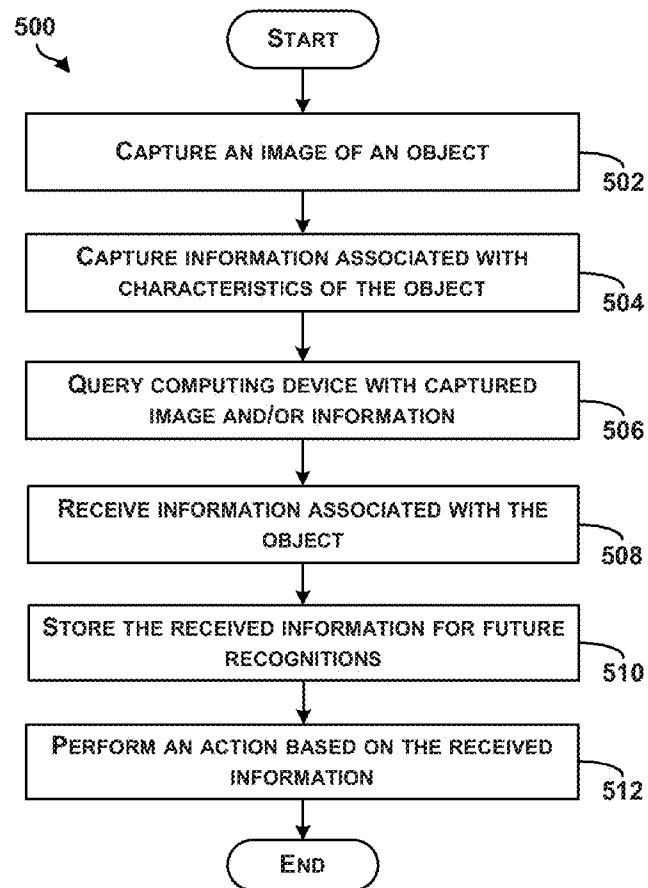 500
START
CAPTURE AN IMAGE OF AN OBJECT
502
CAPTURE INFORMATION ASSOCIATED WITH
CHARACTERISTICS OF THE OBJECT
504
QUERY COMPUTING DEVICE WITH CAPTURED
IMAGE AND/OR INFORMATION
506
RECEIVE INFORMATION ASSOCIATED WITH THE
OBJECT
508
STORE THE RECEIVED INFORMATION FOR FUTURE
RECOGNITIONS
510
PERFORM AN ACTION BASED ON THE RECEIVED
INFORMATION
512
END